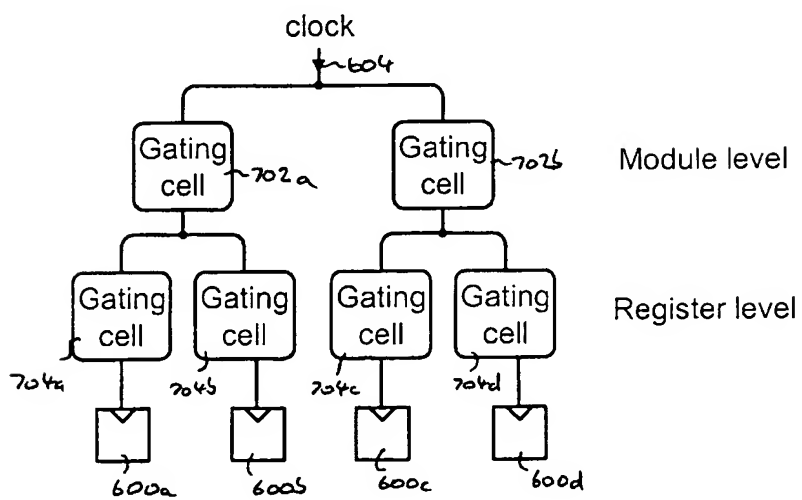 clock
604
Gating
cell
702a
Gating
cell
702b
Module level
Gating
cell
Gating
cell
Gating
cell
Gating
cell
Register level
704a
704b
704c
704d
600a
600b
600c
600d